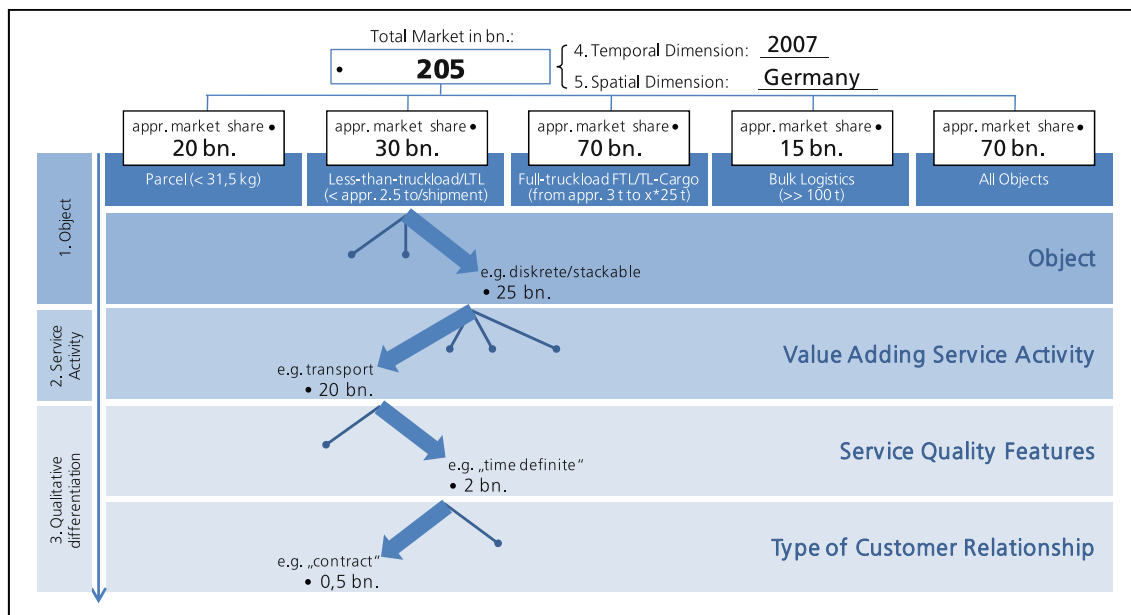 Total Market in bn.:
• 205
4. Temporal Dimension: 2007
5. Spatial Dimension: Germany
appr. market share •
20 bn.
appr. market share •
30 bn.
appr. market share •
70 bn.
appr. market share •
15 bn.
appr. market share •
70 bn.
Parcel (< 31,5 kg)
Less-than-truckload/LTL
(< appr. 2.5 to/shipment)
Full-truckload FTL/TL-Cargo
(from appr. 3 t to x*25 t)
Bulk Logistics
(>> 100 t)
All Objects
1. Object
Object
e.g. diskrete/stackable
• 25 bn.
2. Service
Activity
Value Adding Service Activity
e.g. transport
• 20 bn.
3. Qualitative
differentiation
Service Quality Features
e.g. „time definite“
• 2 bn.
Type of Customer Relationship
e.g. „contract“
• 0,5 bn.